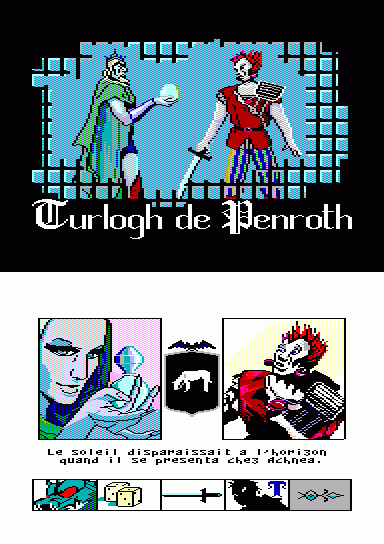 Turlogh de Penroth
Le soleil disparaissait a l'horizon
quand il se presenta chez Achnea.
T